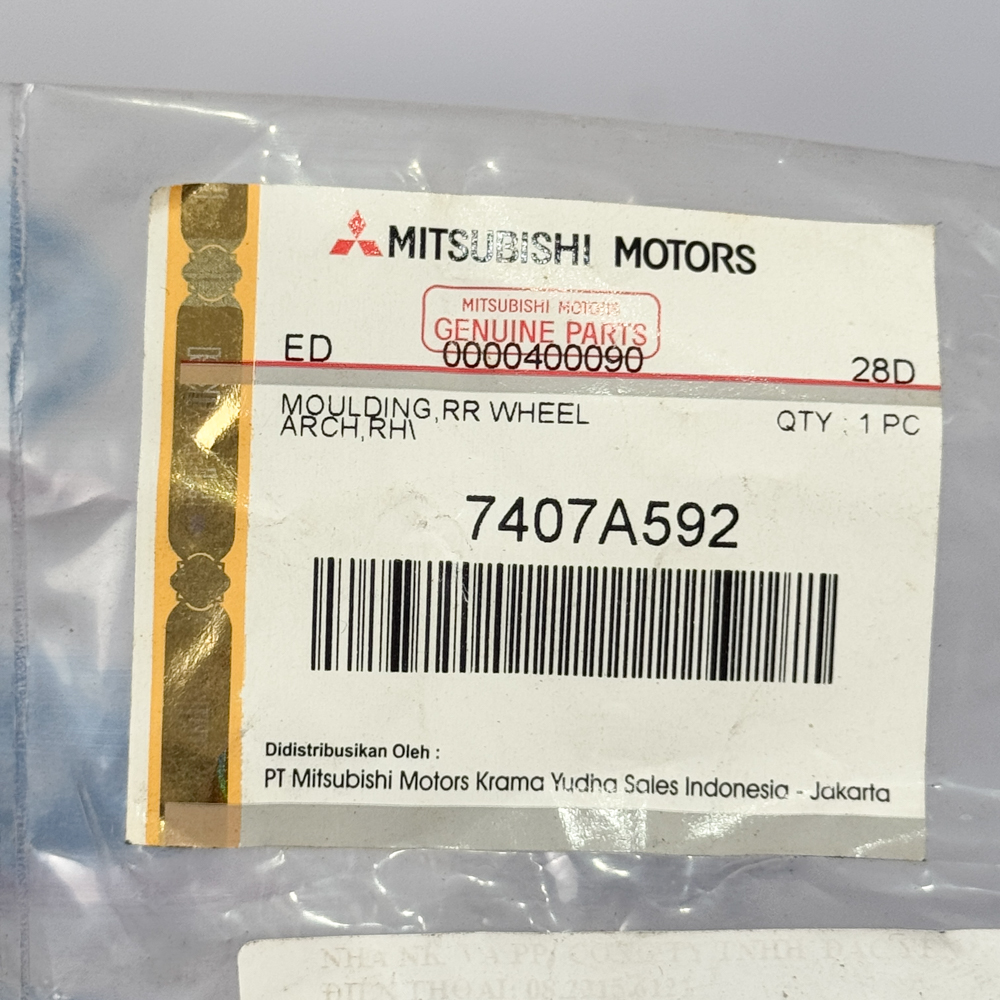 MITSUBISHI MOTORS
MITSUBISHI MOTORS
GENUINE PARTS
ED 0000400090 28D
MOULDING,RR WHEEL
ARCH,RH\
QTY : 1 PC
7407A592
Didistribusikan Oleh :
PT Mitsubishi Motors Krama Yudha Sales Indonesia - Jakarta